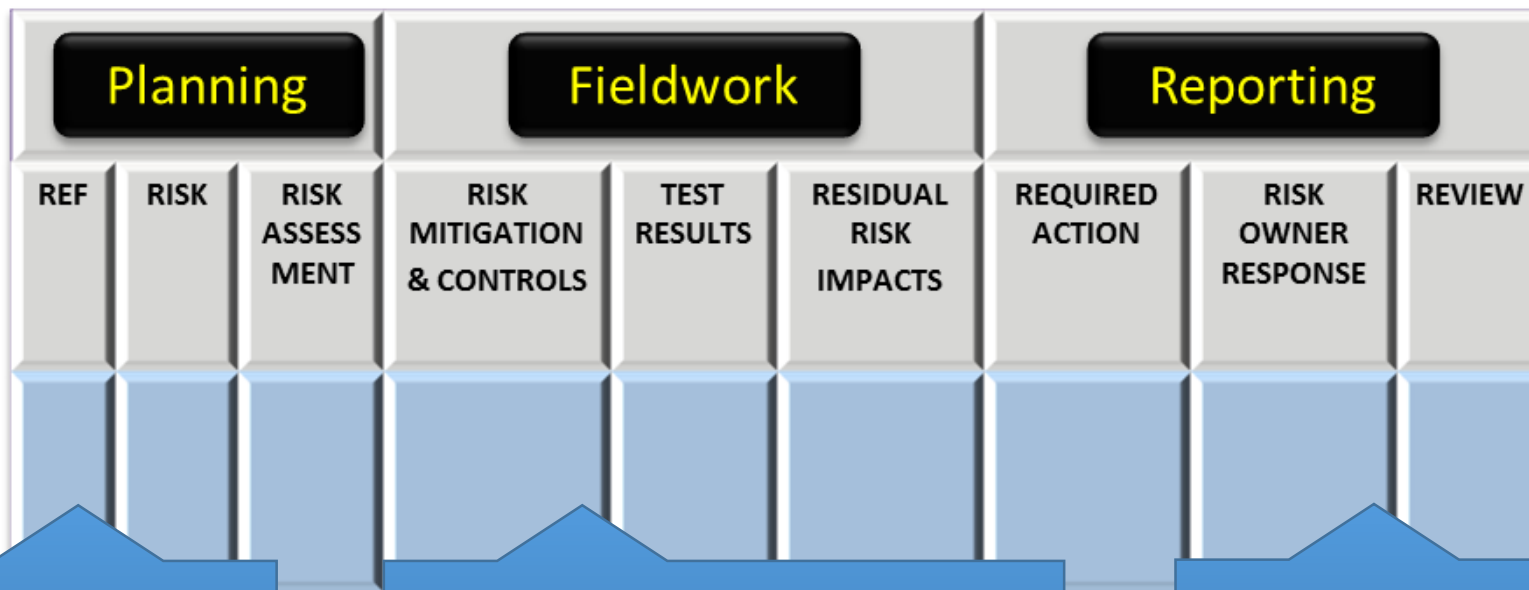 Planning
Fieldwork
Reporting
REF
RISK
RISK
ASSESS
MENT
RISK
MITIGATION
& CONTROLS
TEST
RESULTS
RESIDUAL
RISK
IMPACTS
REQUIRED
ACTION
RISK
OWNER
RESPONSE
REVIEW